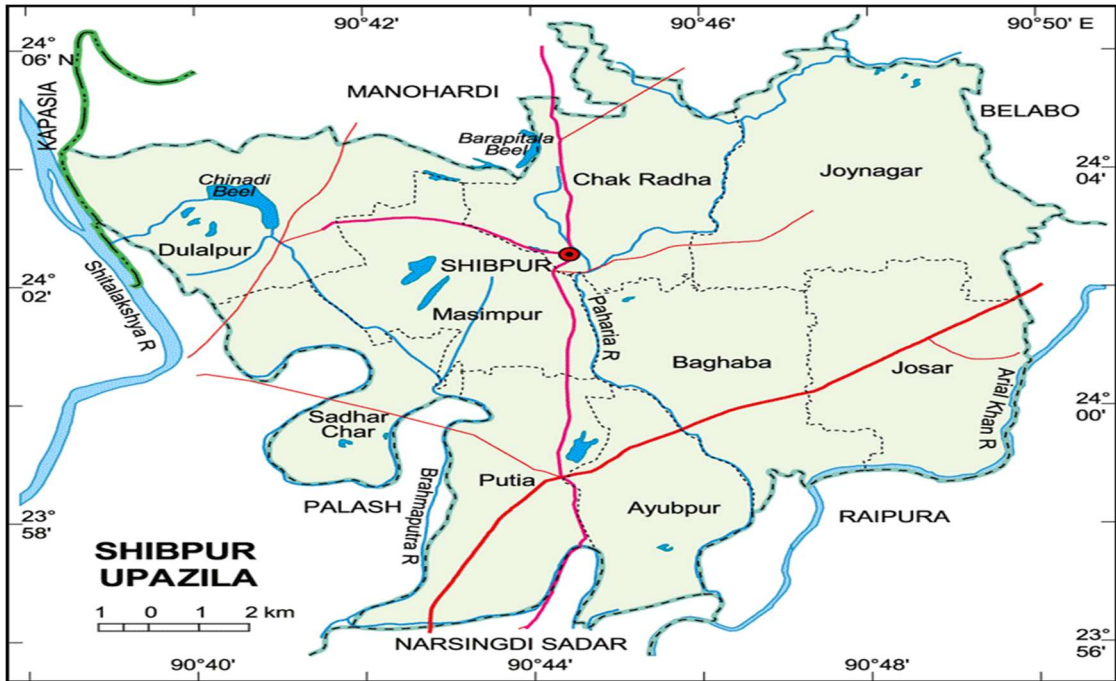 90°42'
90°46'
90°50' E
24°
06' N
KAPASIA
MANOHARDI
BELABO
Barapitala
Beel
24°
04'
Chak Radha
Joynagar
Chinadi
Beel
Dulalpur
SHIBPUR
24°
02'
Shitalakshya R
Masimpur
Paharia R
Baghaba
Josar
Arial Khan R
24°
00'
Sadhar
Char
PALASH
Brahmaputra R
Putia
Ayubpur
RAIPURA
23°
58'
SHIBPUR
UPAZILA
1 0 1 2 km
NARSINGDI SADAR
23°
56'
90°40'
90°44'
90°48'